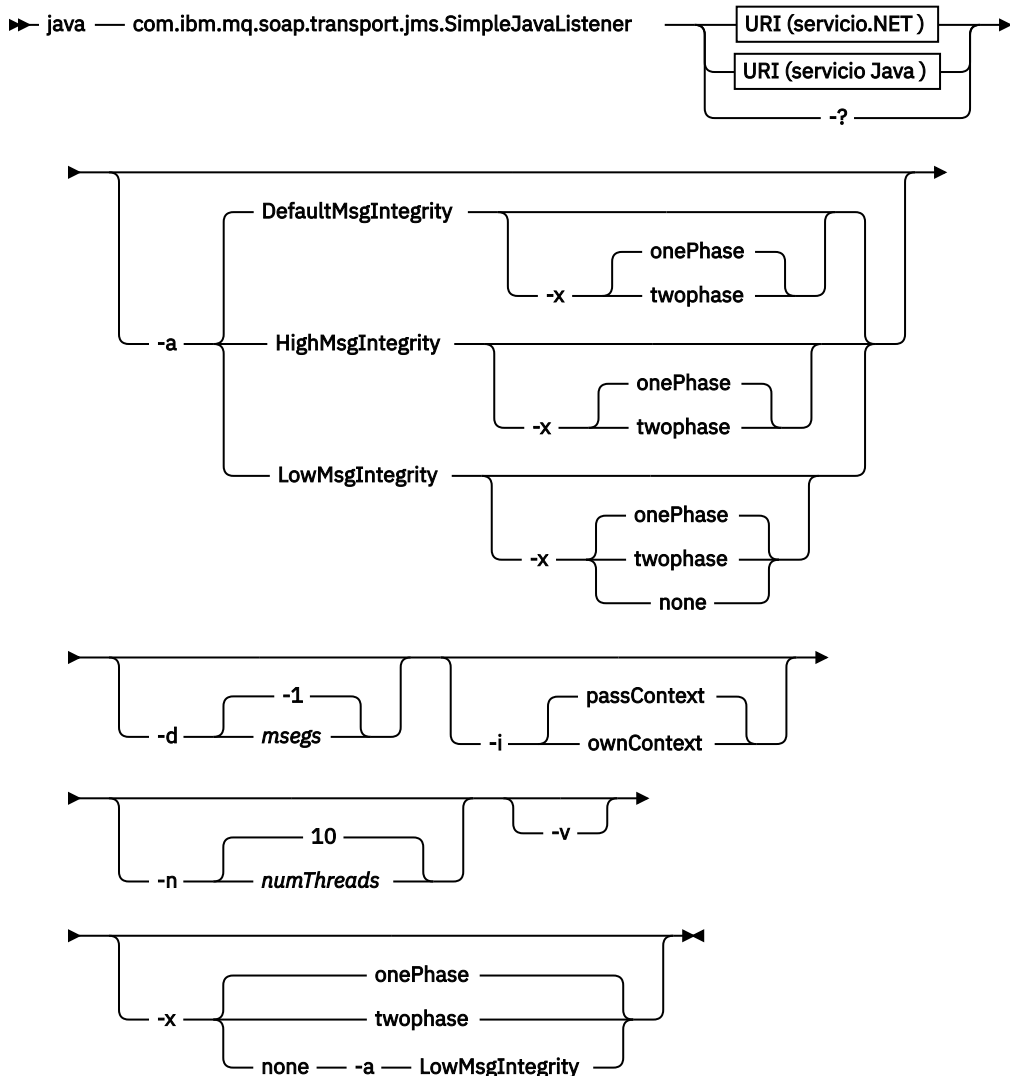 java com.ibm.mq.soap.transport.jms.SimpleJavaListener URI (servicio.NET )
URI (servicio Java )
-?
DefaultMsgIntegrity
onePhase
-x twophase
-a HighMsgIntegrity
onePhase
-x twophase
LowMsgIntegrity
onePhase
-x twophase
none
-1 passContext
-d msegs -i ownContext
10 -v
-n numThreads
onePhase
-x twophase
none -a LowMsgIntegrity